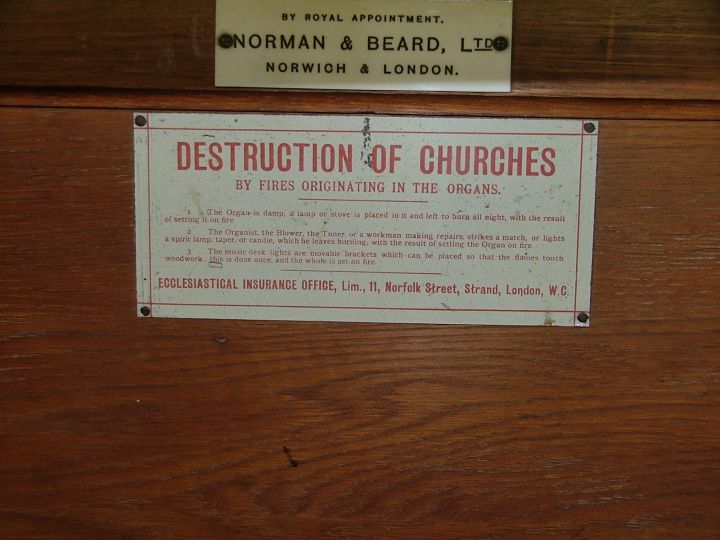 BY ROYAL APPOINTMENT.
NORMAN & BEARD, LTD
NORWICH & LONDON.
DESTRUCTION OF CHURCHES
BY FIRES ORIGINATING IN THE ORGANS.
1 The Organ is damp, a lamp or stove is placed in it and left to burn all night, with the result
of setting it on fire.
2 The Organist, the Blower, the Tuner, or a workman making repairs, strikes a match, or lights
a spirit lamp, taper, or candle, which he leaves burning, with the result of setting the Organ on fire.
3 The music desk lights are movable brackets which can be placed so that the flames touch
woodwork; this is done once, and the whole is set on fire.
ECCLESIASTICAL INSURANCE OFFICE, Lim., 11, Norfolk Street, Strand, London, W.C